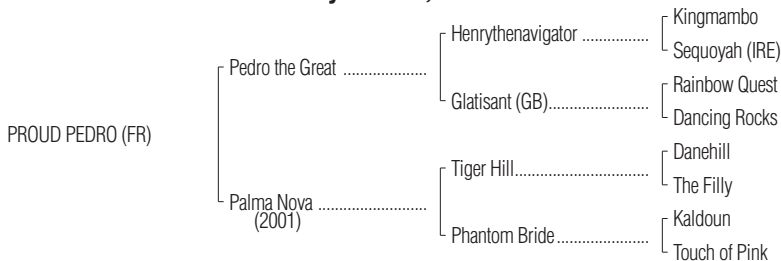 Kingmambo
Henrythenavigator ..................
Sequoyah (IRE)
Pedro the Great .....................
Rainbow Quest
Glatisant (GB)...........................
Dancing Rocks
PROUD PEDRO (FR)
Danehill
Tiger Hill....................................
The Filly
Palma Nova ............................
(2001)
Kaldoun
Phantom Bride.........................
Touch of Pink